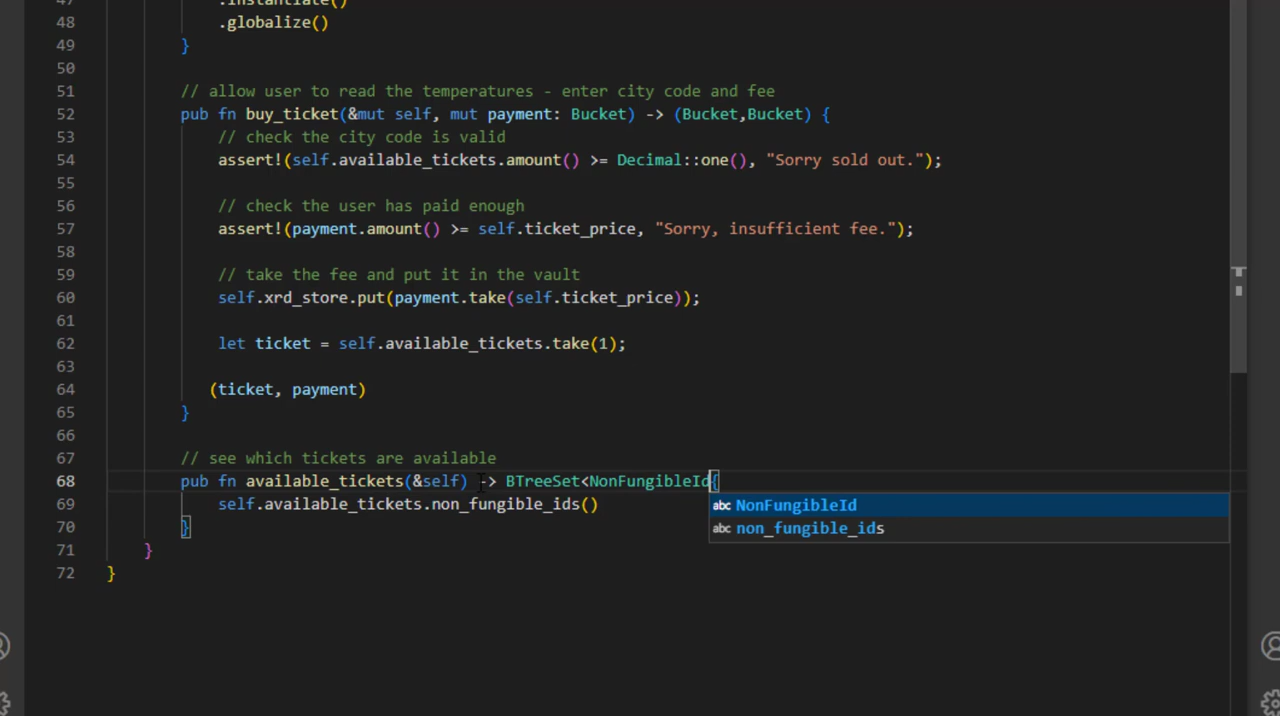 47 .instantiate()
48 .globalize()
49 }
50
51 // allow user to read the temperatures - enter city code and fee
52 pub fn buy_ticket(&mut self, mut payment: Bucket) -> (Bucket,Bucket) {
53 // check the city code is valid
54 assert!(self.available_tickets.amount() >= Decimal::one(), "Sorry sold out.");
55
56 // check the user has paid enough
57 assert!(payment.amount() >= self.ticket_price, "Sorry, insufficient fee.");
58
59 // take the fee and put it in the vault
60 self.xrd_store.put(payment.take(self.ticket_price));
61
62 let ticket = self.available_tickets.take(1);
63
64 (ticket, payment)
65 }
66
67 // see which tickets are available
68 pub fn available_tickets(&self) -> BTreeSet<NonFungibleId{
69 self.available_tickets.non_fungible_ids()
abc NonFungibleId
abc non_fungible_ids
70 }
71 }
72 }